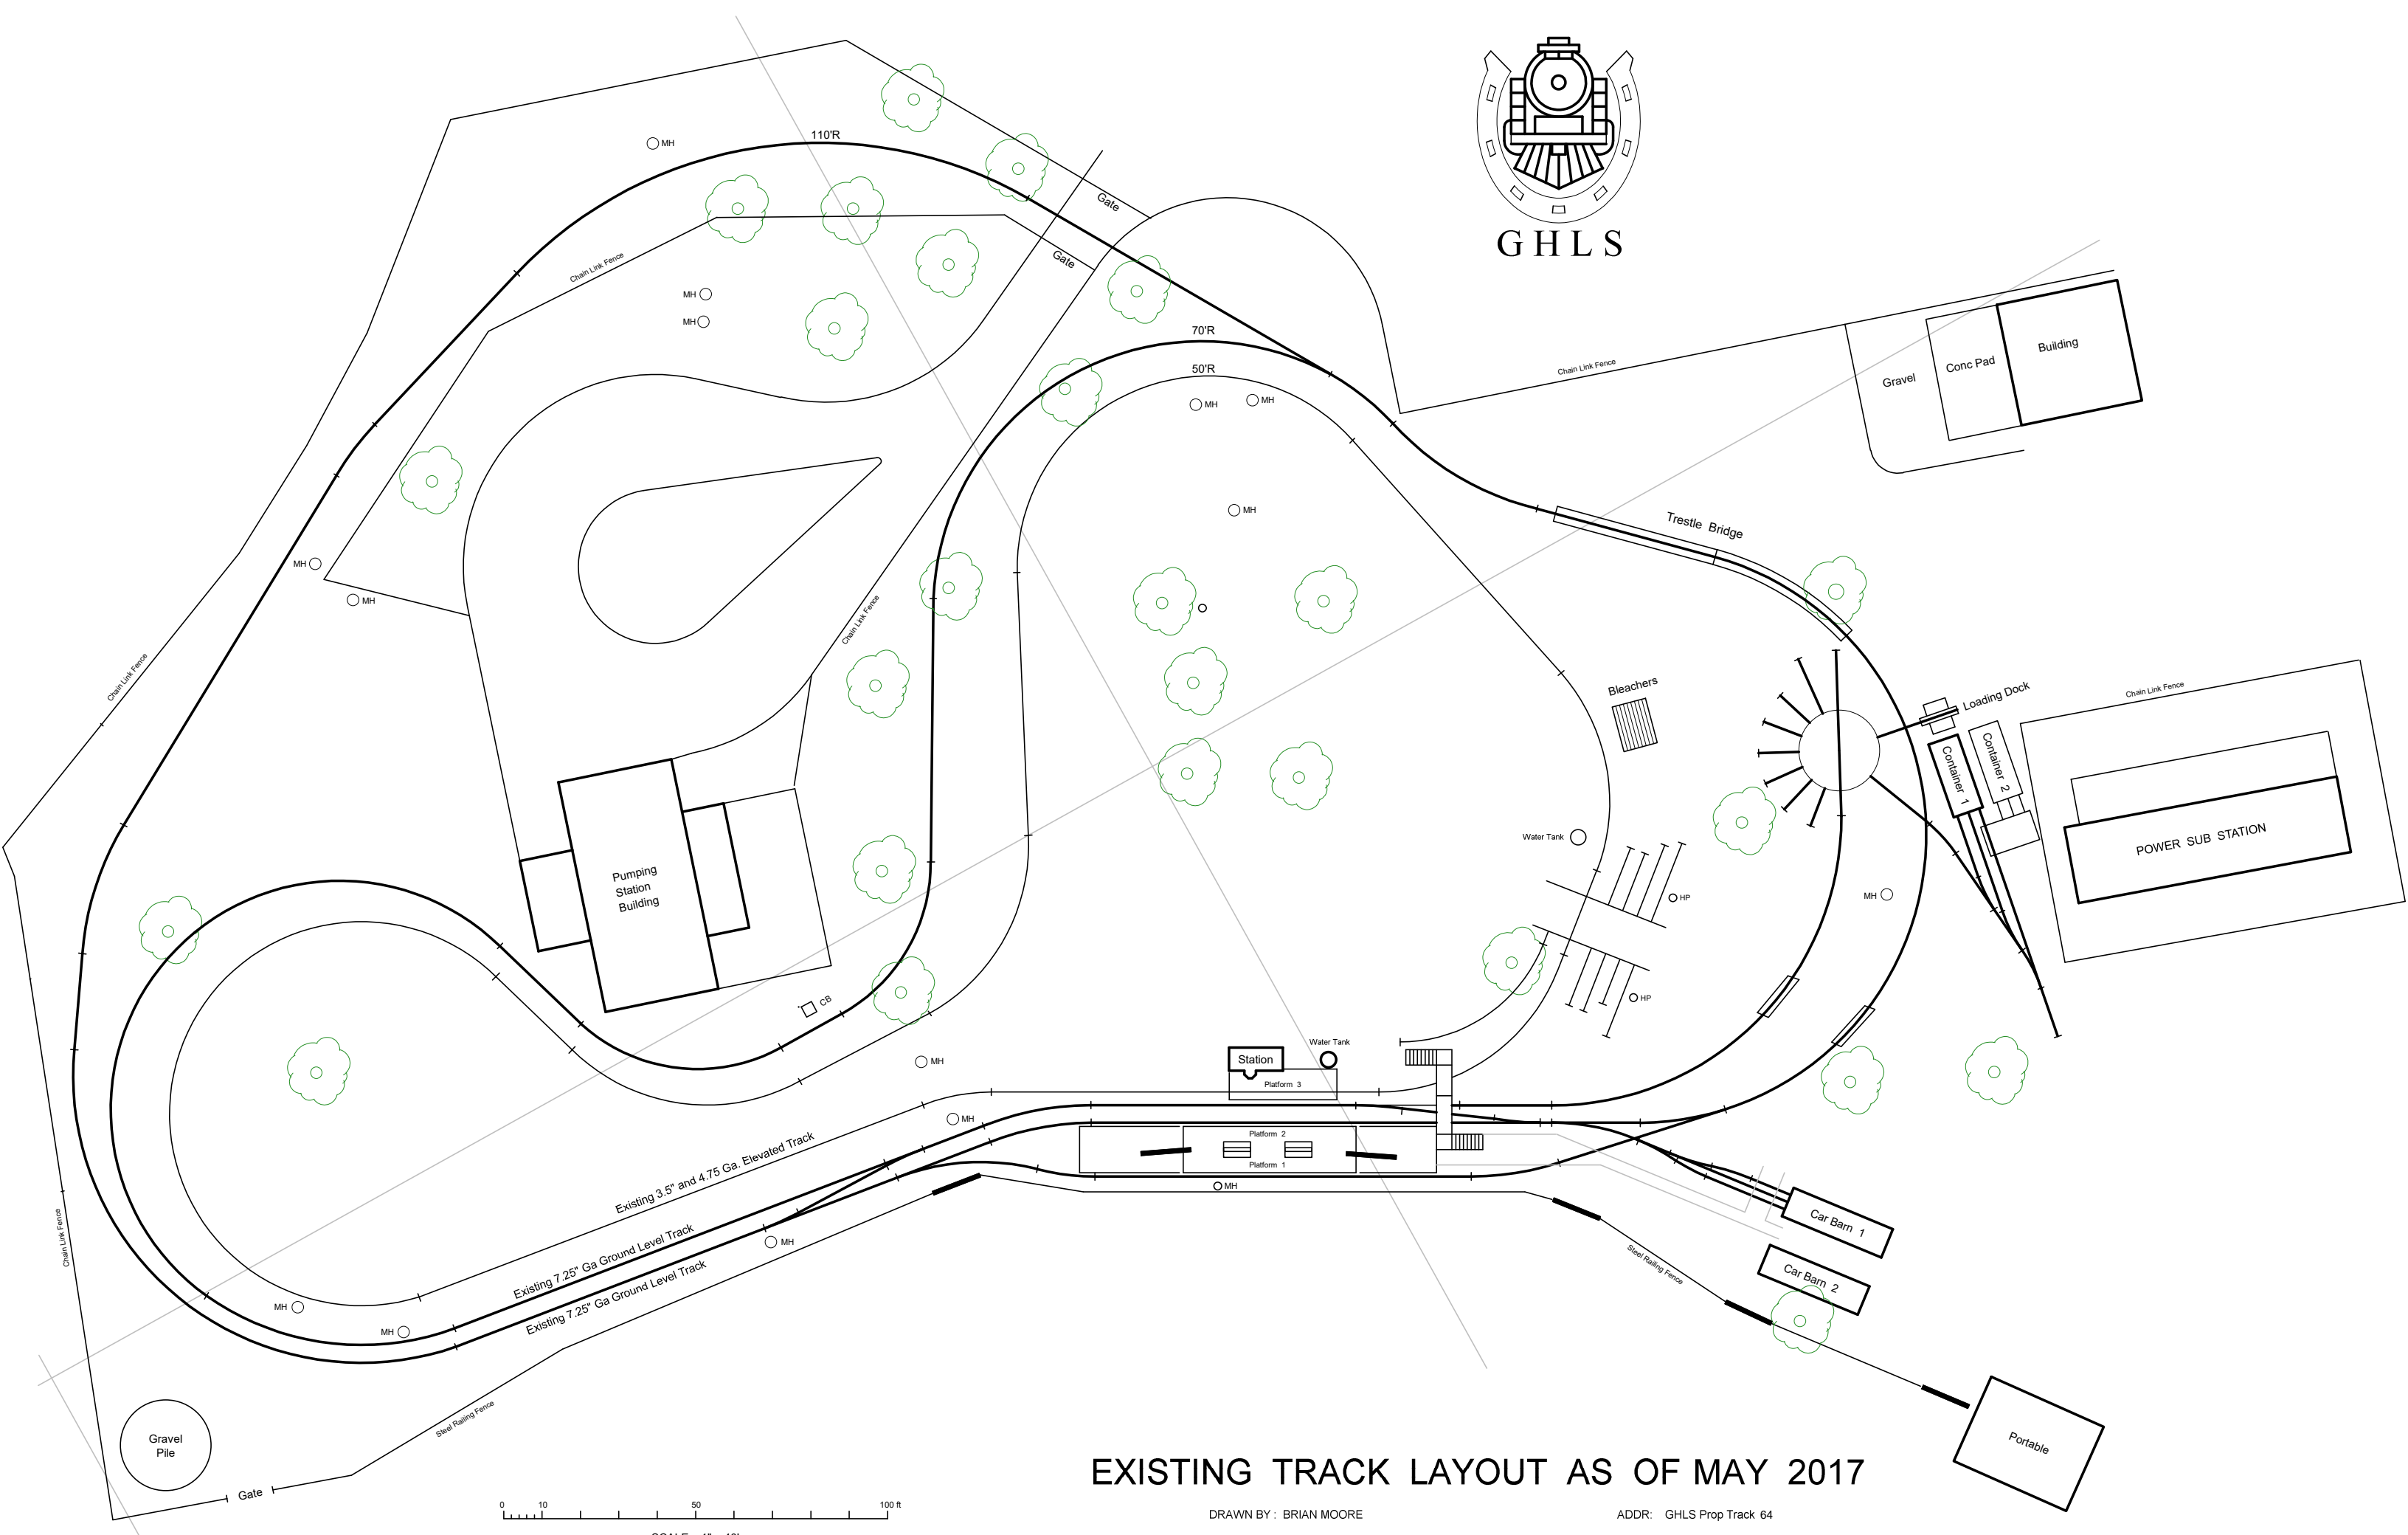 110'R
MH
Gate
Gate
Chain Link Fence
MH
MH
G H L S
70'R
50'R
MH
MH
MH
Chain Link Fence
Gravel
Conc Pad
Building
Trestle Bridge
MH
MH
Chain Link Fence
Chain Link Fence
Bleachers
Loading Dock
Container 1
Container 2
Chain Link Fence
POWER SUB STATION
Water Tank
HP
HP
MH
Pumping
Station
Building
CB
MH
Station
Water Tank
Platform 3
MH
Platform 2
Platform 1
MH
Existing 3.5" and 4.75 Ga. Elevated Track
Existing 7.25" Ga Ground Level Track
Existing 7.25" Ga Ground Level Track
MH
MH
MH
Chain Link Fence
Car Barn 1
Car Barn 2
Steel Railing Fence
Steel Railing Fence
Portable
Gravel
Pile
Gate
0 10 50 100 ft
EXISTING TRACK LAYOUT AS OF MAY 2017
DRAWN BY : BRIAN MOORE
ADDR: GHLS Prop Track 64